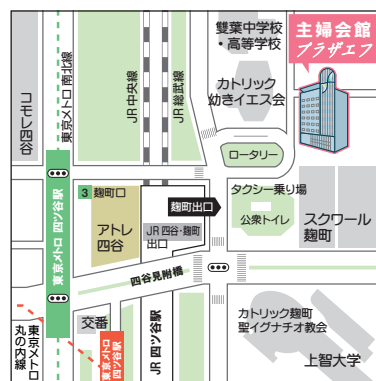 双葉中学校
・高等学校
主婦会館
プラザエフ
コモレ四谷
東京メトロ南北線
JR中央線
JR総武線
カトリック
幼きイエス会
ロータリー
東京メトロ 四ツ谷駅
3 麹町口
麹町出口
タクシー乗り場
公衆トイレ
アトレ
四谷
JR四谷・麹町
出口
スクワール
麹町
四谷見附橋
交番
東京メトロ
丸の内線
東京メトロ
四ツ谷駅
JR四ツ谷駅
カトリック麹町
聖イグナチオ教会
上智大学